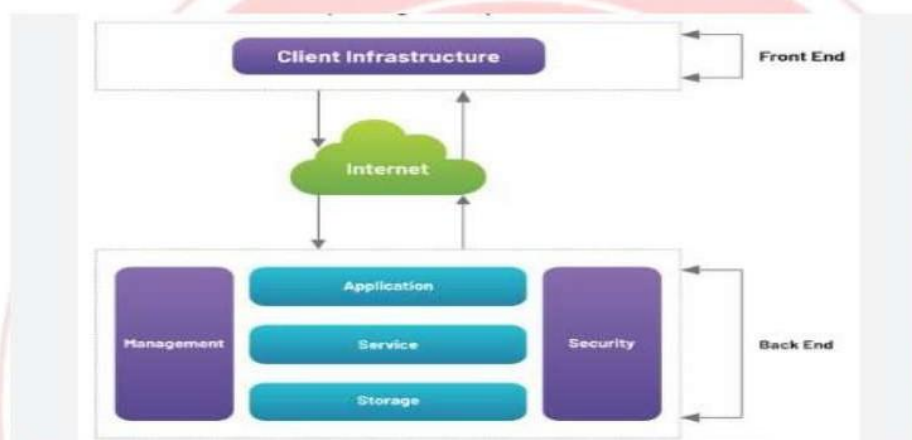 Client Infrastructure
Front End
Internet
Application
Management
Service
Security
Back End
Storage